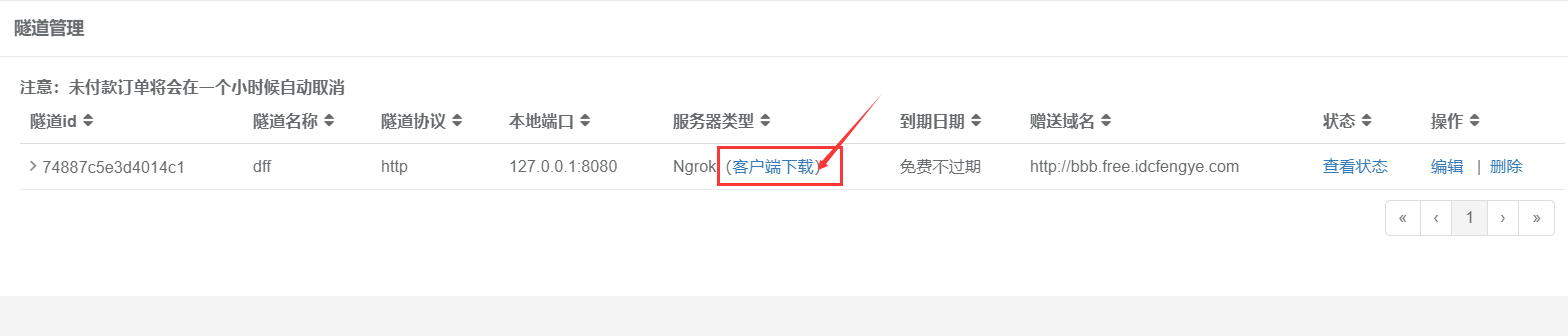 隧道管理
注意：未付款订单将会在一个小时候自动取消
隧道id 隧道名称 隧道协议 本地端口 服务器类型 到期日期 赠送域名 状态 操作
74887c5e3d4014c1 dff http 127.0.0.1:8080 Ngrok (客户端下载) 免费不过期 http://bbb.free.idcfengye.com 查看状态 编辑 | 删除
« ‹ 1 › »